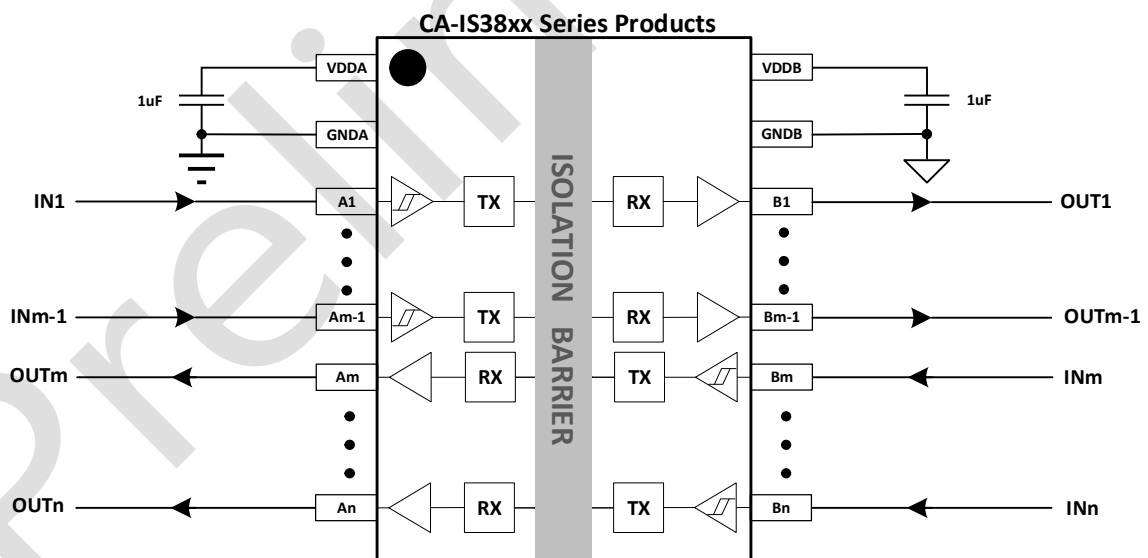 CA-IS38xx Series Products
VDDA VDDB
1uF 1uF
GNDA GNDB
IN1 A1 TX RX B1 OUT1
INm-1 Am-1 TX RX Bm-1 OUTm-1
OUTm Am RX TX Bm INm
OUTn An RX TX Bn INn
ISOLATION BARRIER
Prelim